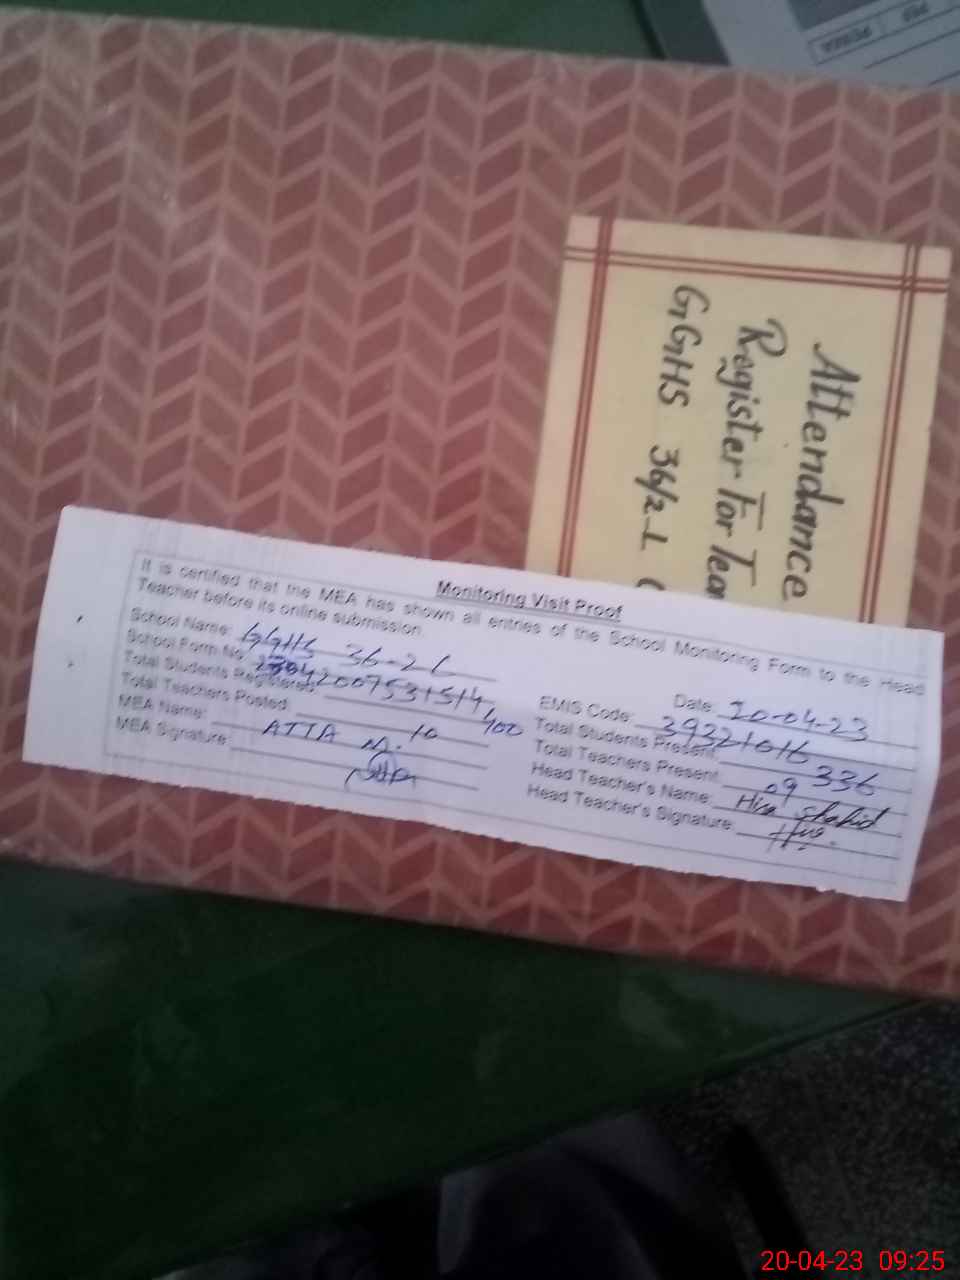 Attendance
Register For
GGHS 36/2-L
Monitoring Visit Proof
It is certified that the MEA has shown all entries of the School Monitoring Form to the Head
Teacher before its online submission.
School Name: GGHS 36-2L
Date: 20-04-23
School Form No:
EMIS Code: 39321016
Total Students Registered: 400
Total Students Present: 336
Total Teachers Posted: 10
Total Teachers Present: 09
MEA Name: ATTA M.
Head Teacher's Name: Hira Shahid
MEA Signature:
Head Teacher's Signature:
20-04-23 09:25